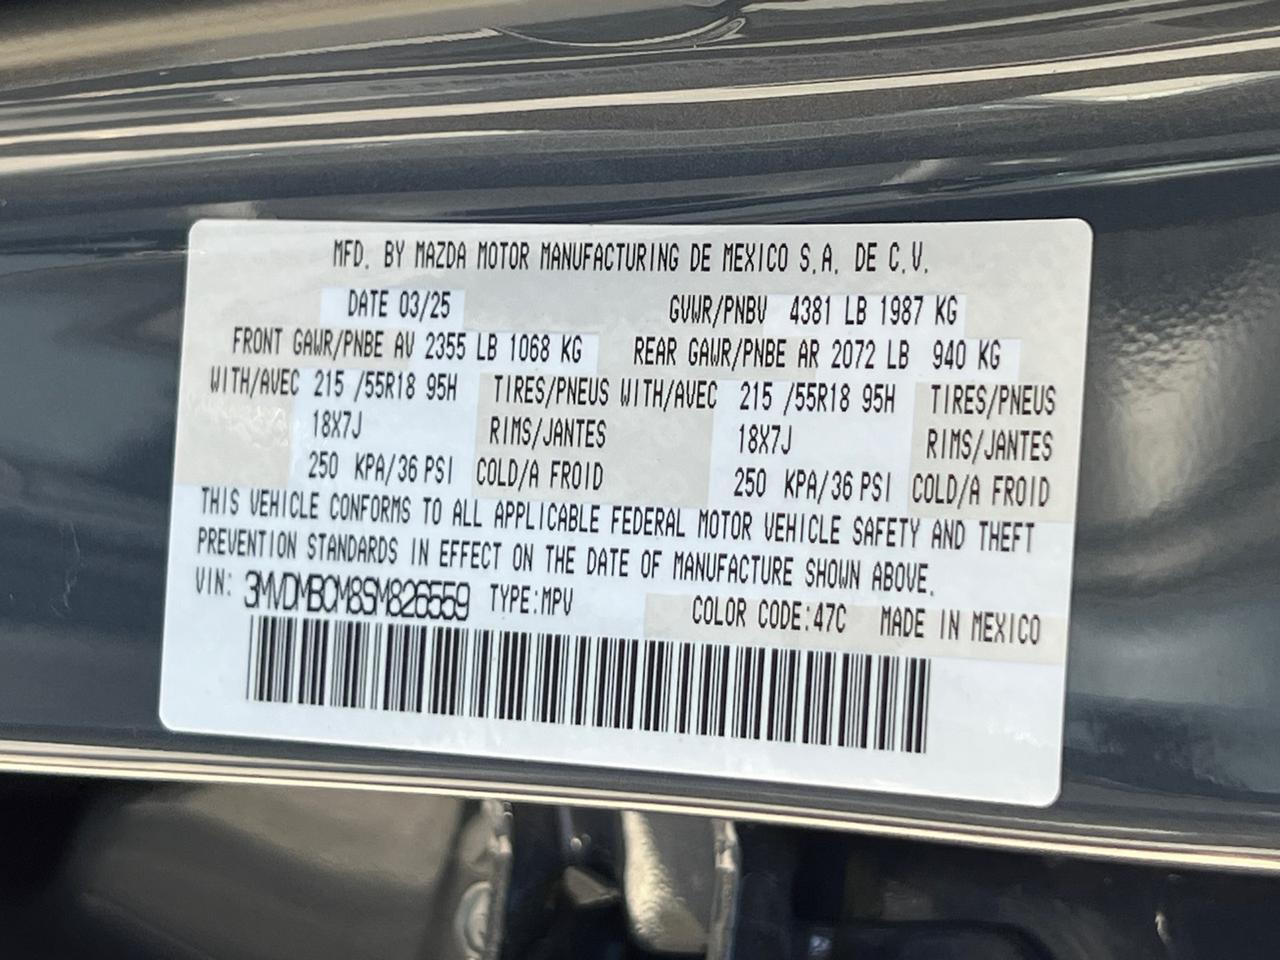 MFD. BY MAZDA MOTOR MANUFACTURING DE MEXICO S.A. DE C.V.
DATE 03/25 GVWR/PNBV 4381 LB 1987 KG
FRONT GAWR/PNBE AV 2355 LB 1068 KG REAR GAWR/PNBE AR 2072 LB 940 KG
WITH/AVEC 215 /55R18 95H TIRES/PNEUS WITH/AVEC 215 /55R18 95H TIRES/PNEUS
18X7J RIMS/JANTES 18X7J RIMS/JANTES
250 KPA/36 PSI COLD/A FROID 250 KPA/36 PSI COLD/A FROID
THIS VEHICLE CONFORMS TO ALL APPLICABLE FEDERAL MOTOR VEHICLE SAFETY AND THEFT
PREVENTION STANDARDS IN EFFECT ON THE DATE OF MANUFACTURE SHOWN ABOVE.
VIN: 3MVDMBCM8SM826559 TYPE:MPV COLOR CODE:47C MADE IN MEXICO